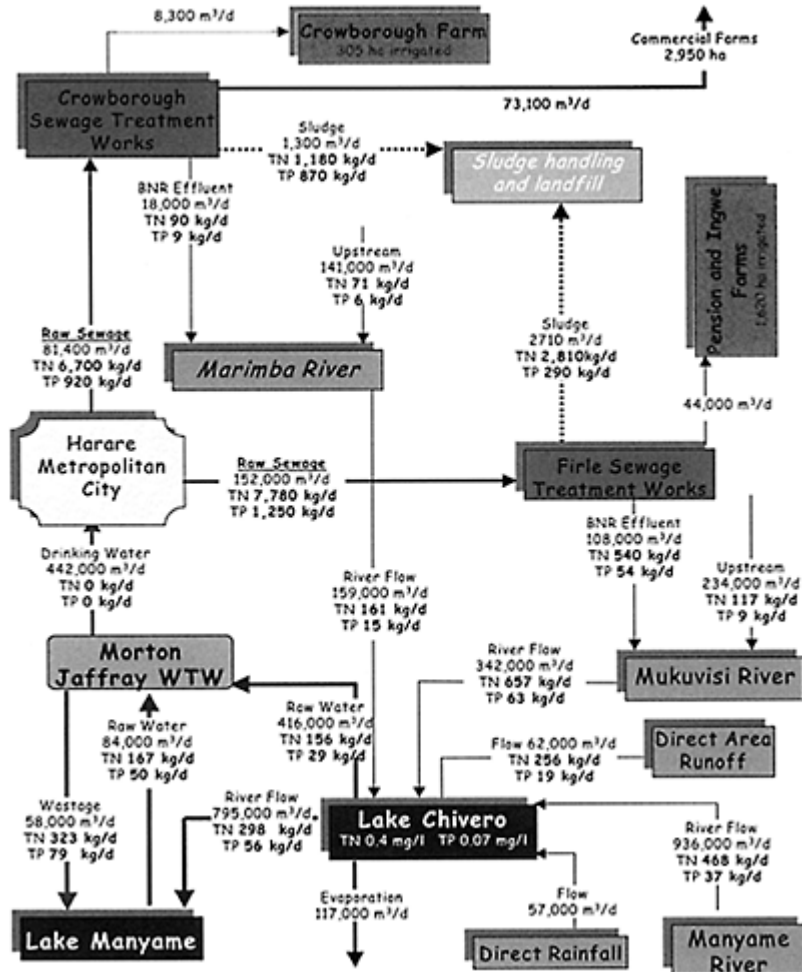 8,300 m³/d
Crowborough Farm
305 ha irrigated
Commercial Farms
2,950 ha
Crowborough
Sewage Treatment
Works
73,100 m³/d
Sludge
1,300 m³/d
TN 1,180 kg/d
TP 870 kg/d
Sludge handling
and landfill
BNR Effluent
18,000 m³/d
TN 90 kg/d
TP 9 kg/d
Upstream
141,000 m³/d
TN 71 kg/d
TP 6 kg/d
Pension and Ingwe
Farms
1,620 ha irrigated
Raw Sewage
81,400 m³/d
TN 6,700 kg/d
TP 920 kg/d
Marimba River
Sludge
2710 m³/d
TN 2,810kg/d
TP 290 kg/d
44,000 m³/d
Harare
Metropolitan
City
Raw Sewage
152,000 m³/d
TN 7,780 kg/d
TP 1,250 kg/d
Firle Sewage
Treatment Works
Drinking Water
442,000 m³/d
TN 0 kg/d
TP 0 kg/d
River Flow
159,000 m³/d
TN 161 kg/d
TP 15 kg/d
BNR Effluent
108,000 m³/d
TN 540 kg/d
TP 54 kg/d
Upstream
234,000 m³/d
TN 117 kg/d
TP 9 kg/d
Morton
Jaffray WTW
River Flow
342,000 m³/d
TN 657 kg/d
TP 63 kg/d
Mukuvisi River
Raw Water
84,000 m³/d
TN 167 kg/d
TP 50 kg/d
Raw Water
416,000 m³/d
TN 156 kg/d
TP 29 kg/d
Flow 62,000 m³/d
TN 256 kg/d
TP 19 kg/d
Direct Area
Runoff
Wastage
58,000 m³/d
TN 323 kg/d
TP 79 kg/d
River Flow
795,000 m³/d
TN 298 kg/d
TP 56 kg/d
Lake Chivero
TN 0.4 mg/l TP 0.07 mg/l
River Flow
936,000 m³/d
TN 468 kg/d
TP 37 kg/d
Evaporation
117,000 m³/d
Flow
57,000 m³/d
Lake Manyame
Direct Rainfall
Manyame
River